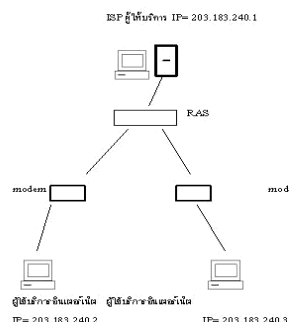 ISP ผู้ให้บริการ IP= 203.183.240.1
RAS
modem
mod
ผู้ใช้บริการอินเตอร์เน็ต ผู้ใช้บริการอินเตอร์เน็ต
IP= 203.183.240.2 IP= 203.183.240.3